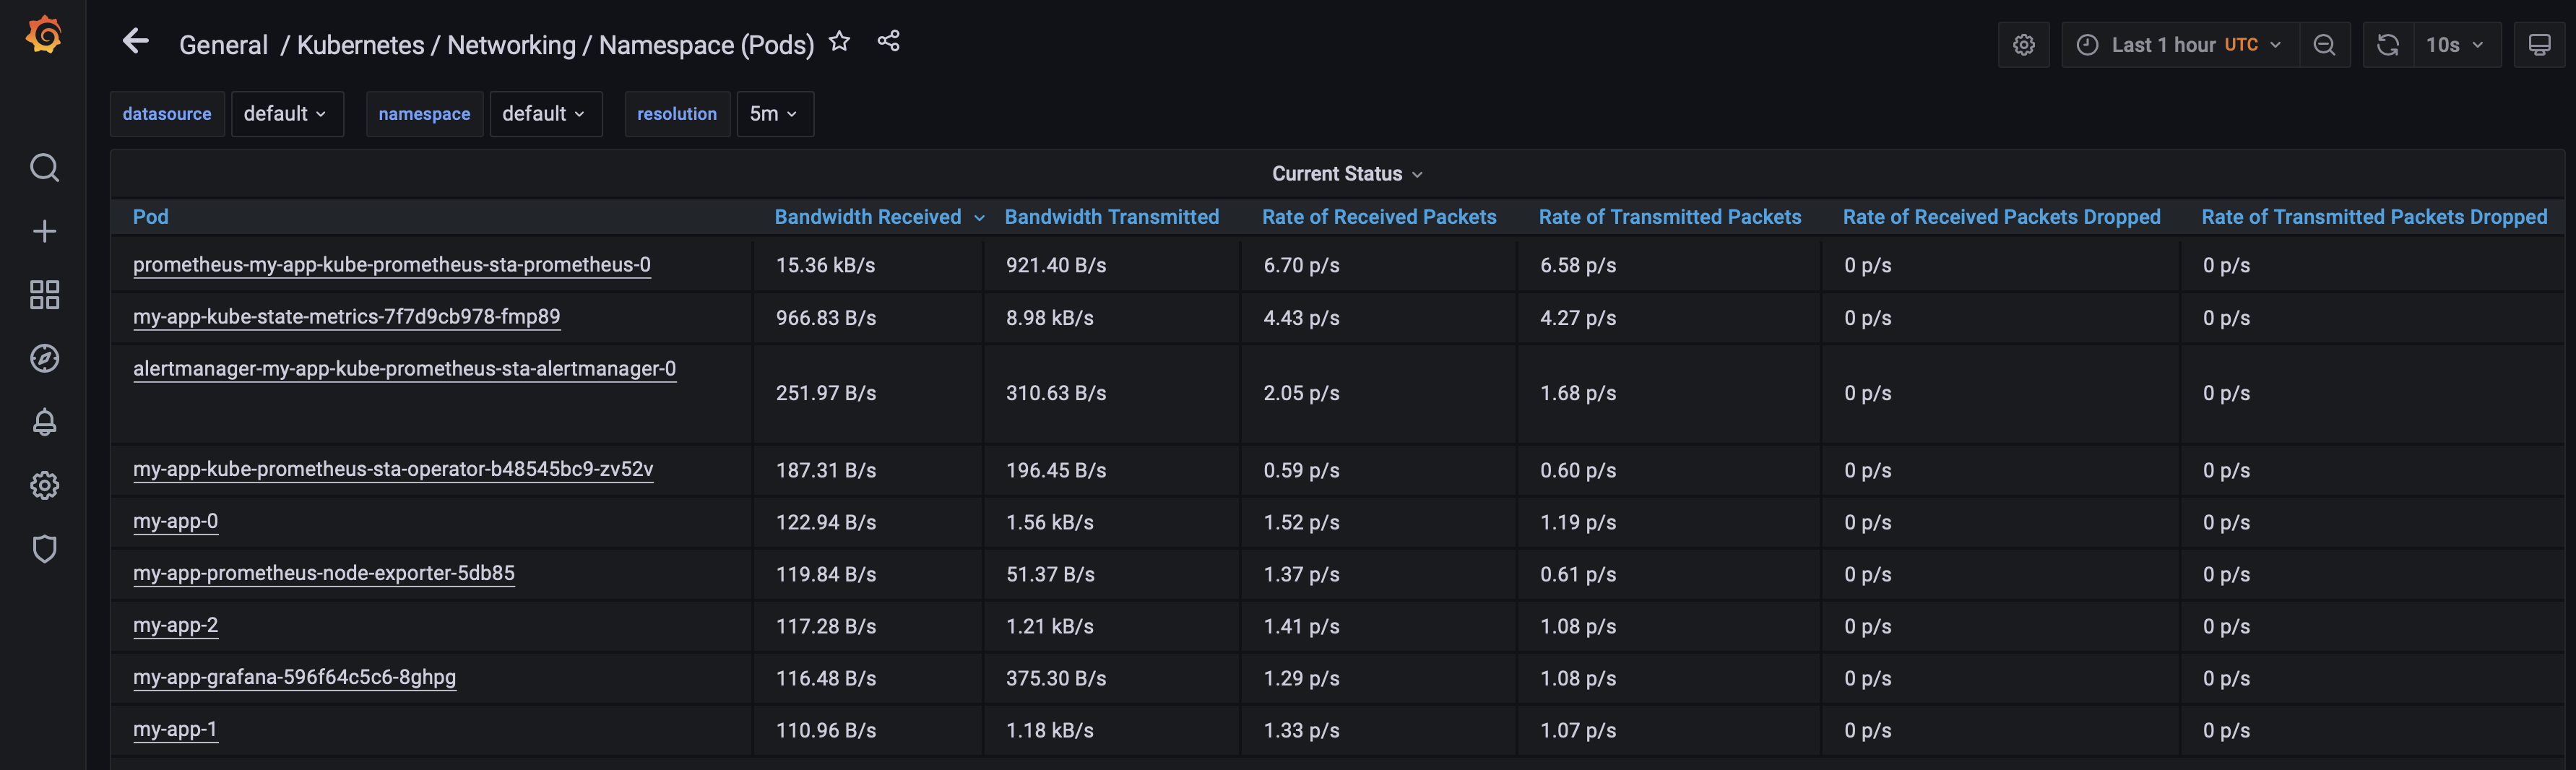 General / Kubernetes / Networking / Namespace (Pods) Last 1 hour UTC 10s
datasource default namespace default resolution 5m
Current Status
Pod Bandwidth Received Bandwidth Transmitted Rate of Received Packets Rate of Transmitted Packets Rate of Received Packets Dropped Rate of Transmitted Packets Dropped
prometheus-my-app-kube-prometheus-sta-prometheus-0 15.36 kB/s 921.40 B/s 6.70 p/s 6.58 p/s 0 p/s 0 p/s
my-app-kube-state-metrics-7f7d9cb978-fmp89 966.83 B/s 8.98 kB/s 4.43 p/s 4.27 p/s 0 p/s 0 p/s
alertmanager-my-app-kube-prometheus-sta-alertmanager-0 251.97 B/s 310.63 B/s 2.05 p/s 1.68 p/s 0 p/s 0 p/s
my-app-kube-prometheus-sta-operator-b48545bc9-zv52v 187.31 B/s 196.45 B/s 0.59 p/s 0.60 p/s 0 p/s 0 p/s
my-app-0 122.94 B/s 1.56 kB/s 1.52 p/s 1.19 p/s 0 p/s 0 p/s
my-app-prometheus-node-exporter-5db85 119.84 B/s 51.37 B/s 1.37 p/s 0.61 p/s 0 p/s 0 p/s
my-app-2 117.28 B/s 1.21 kB/s 1.41 p/s 1.08 p/s 0 p/s 0 p/s
my-app-grafana-596f64c5c6-8ghpg 116.48 B/s 375.30 B/s 1.29 p/s 1.08 p/s 0 p/s 0 p/s
my-app-1 110.96 B/s 1.18 kB/s 1.33 p/s 1.07 p/s 0 p/s 0 p/s